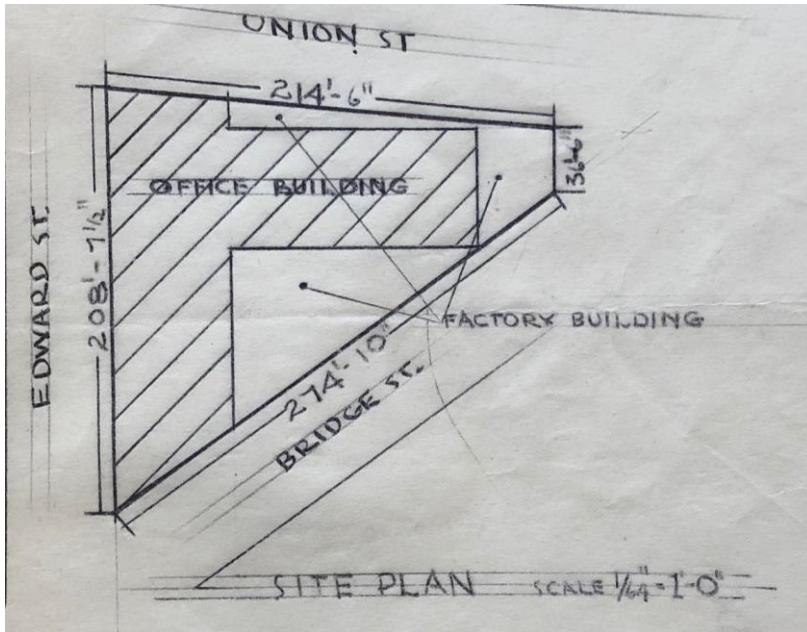 UNION ST
214'-6"
36'-6"
OFFICE BUILDING
EDWARD ST.
208'-7½"
FACTORY BUILDING
274'-10"
BRIDGE ST.
SITE PLAN SCALE 1/64"=1'-0"